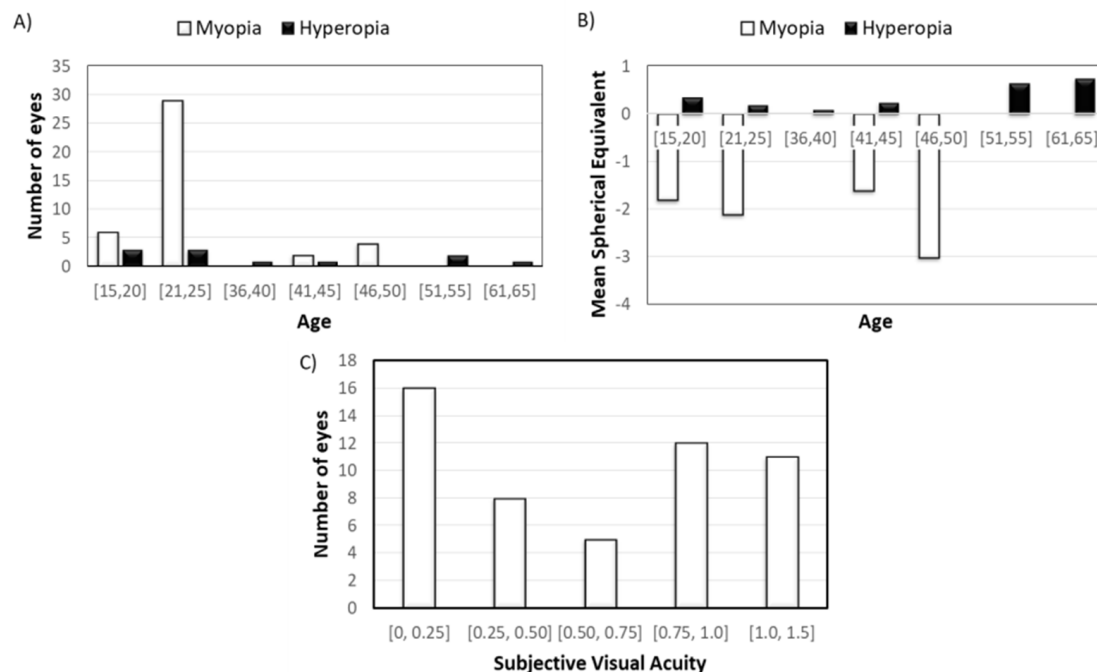 A)
Myopia Hyperopia
35
30
25
20
15
10
5
0
Number of eyes
[15,20] [21,25] [36,40] [41,45] [46,50] [51,55] [61,65]
Age
B)
Myopia Hyperopia
1
0
-1
-2
-3
-4
Mean Spherical Equivalent
[15,20] [21,25] [36,40] [41,45] [46,50] [51,55] [61,65]
Age
C)
18
16
14
12
10
8
6
4
2
0
Number of eyes
[0, 0.25] [0.25, 0.50] [0.50, 0.75] [0.75, 1.0] [1.0, 1.5]
Subjective Visual Acuity